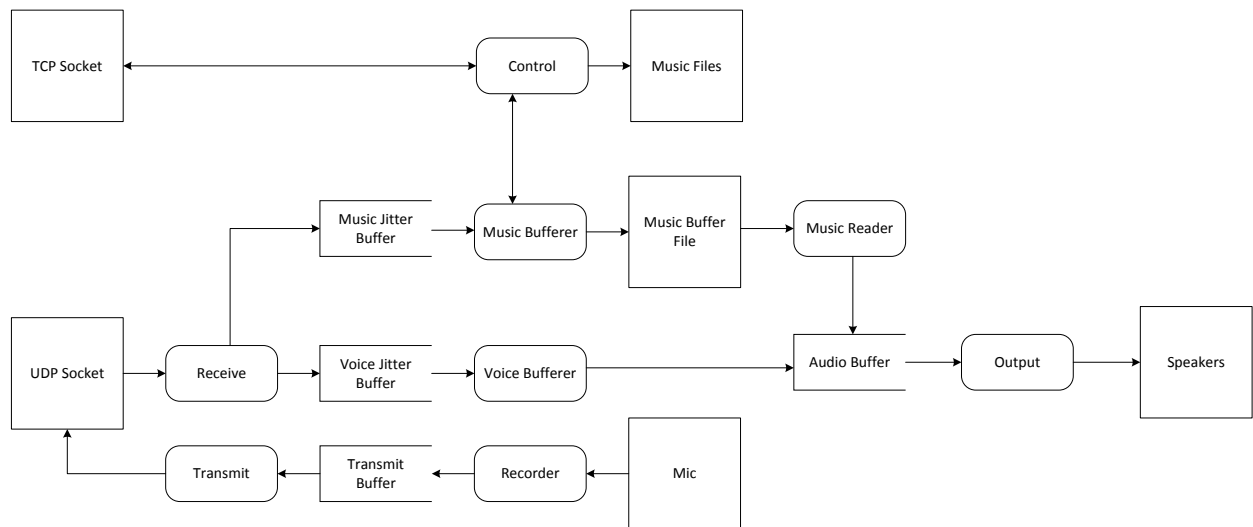 TCP Socket
Control
Music Files
Music Jitter
Buffer
Music Bufferer
Music Buffer
File
Music Reader
UDP Socket
Receive
Voice Jitter
Buffer
Voice Bufferer
Audio Buffer
Output
Speakers
Transmit
Transmit
Buffer
Recorder
Mic